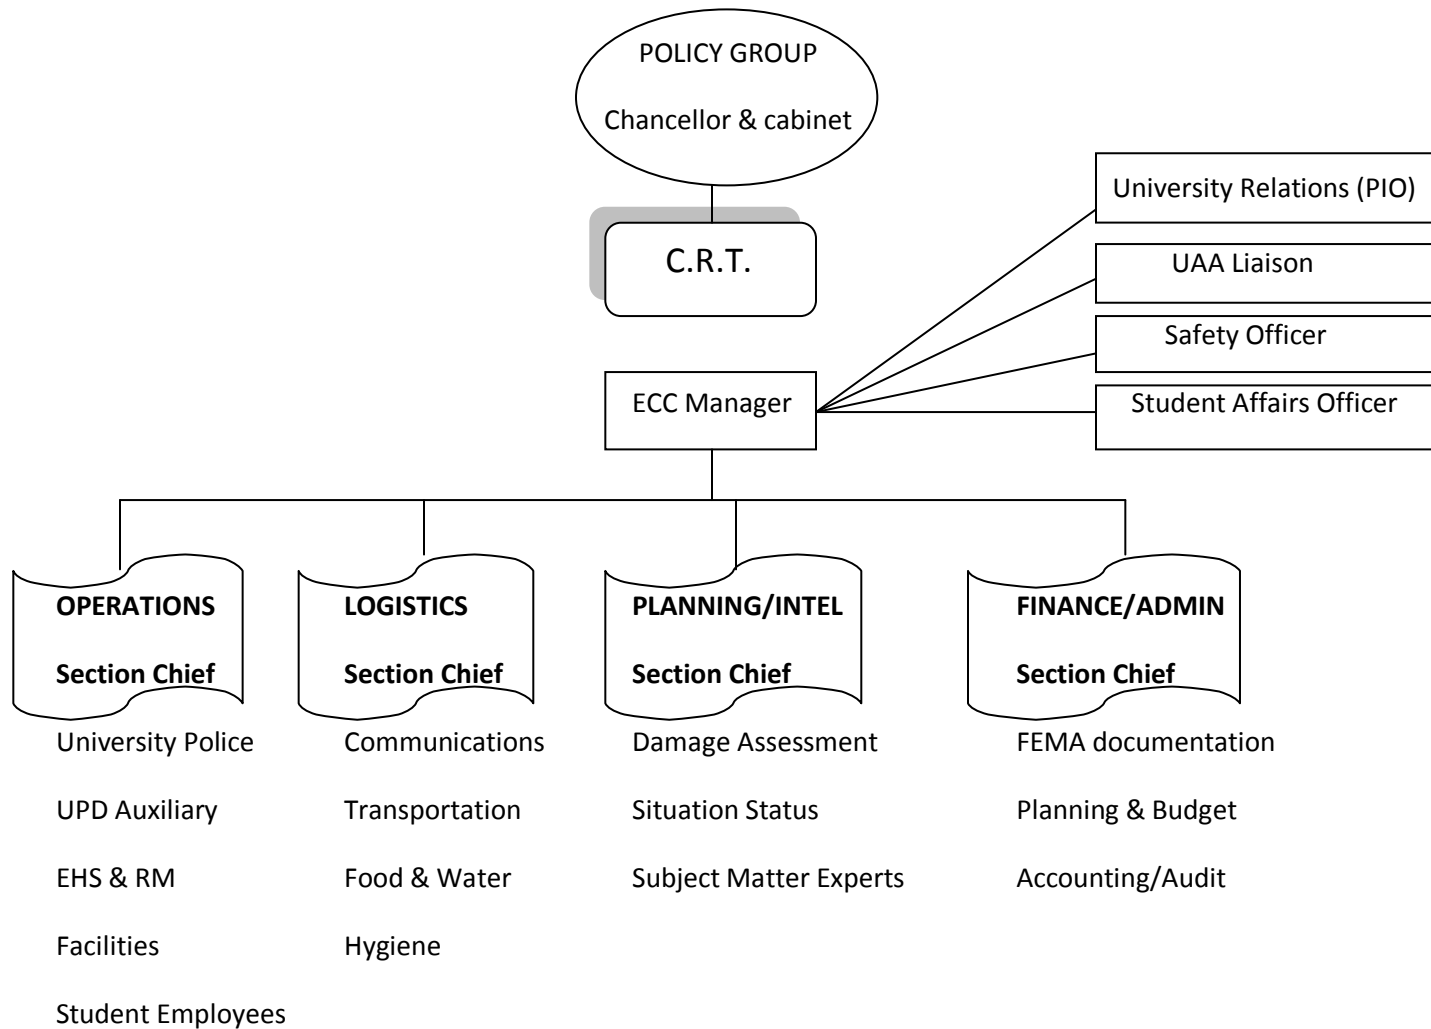 POLICY GROUP
Chancellor & cabinet
C.R.T.
University Relations (PIO)
UAA Liaison
Safety Officer
Student Affairs Officer
ECC Manager
OPERATIONS
Section Chief
University Police
UPD Auxiliary
EHS & RM
Facilities
Student Employees
LOGISTICS
Section Chief
Communications
Transportation
Food & Water
Hygiene
PLANNING/INTEL
Section Chief
Damage Assessment
Situation Status
Subject Matter Experts
FINANCE/ADMIN
Section Chief
FEMA documentation
Planning & Budget
Accounting/Audit